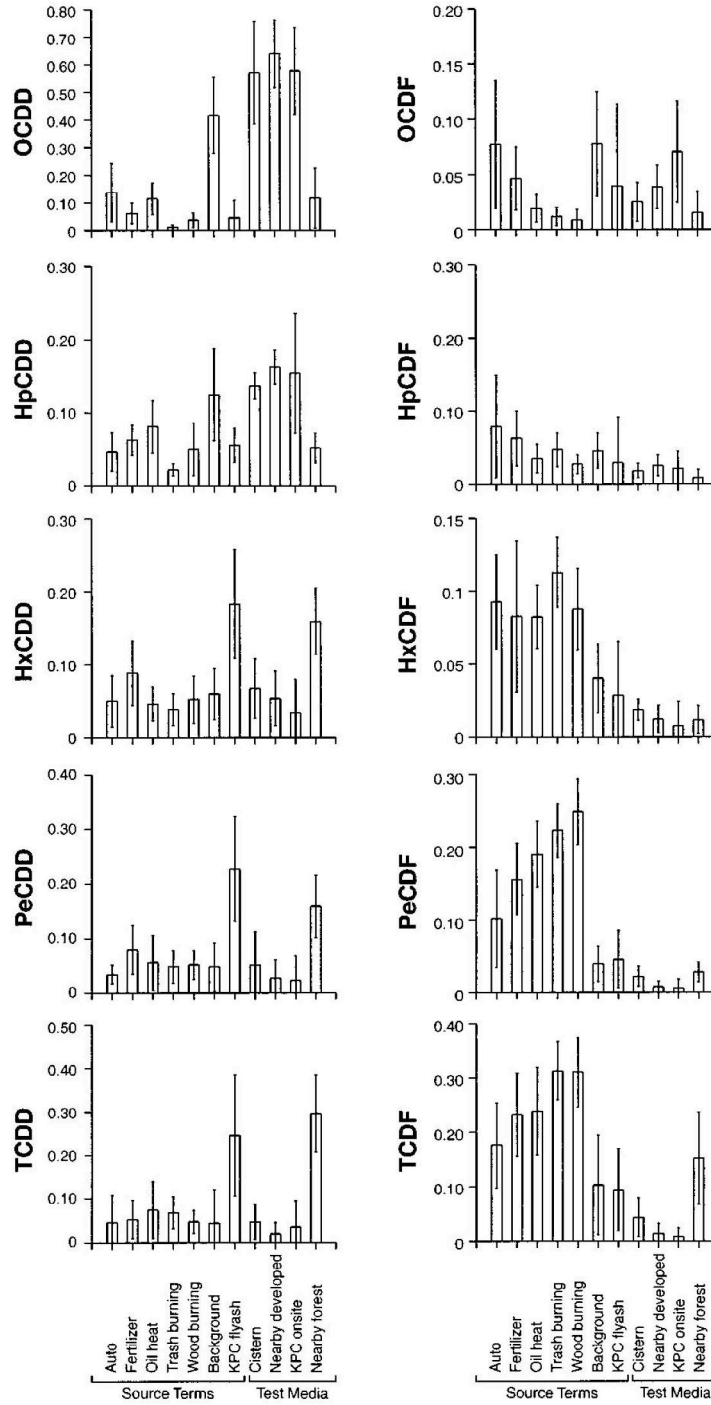 OCDD
0.80
0.60
0.50
0.40
0.30
0.20
0.10
0
OCDF
0.20
0.15
0.10
0.05
0
HpCDD
0.30
0.20
0.10
0
HpCDF
0.20
0.15
0.10
0.05
0
HxCDD
0.30
0.20
0.10
0
HxCDF
0.15
0.1
0.05
0
PeCDD
0.40
0.30
0.20
0.10
0
PeCDF
0.30
0.20
0.10
0
TCDD
0.50
0.30
0.20
0.10
0
TCDF
0.40
0.30
0.20
0.10
0
Auto
Fertilizer
Oil heat
Trash burning
Wood burning
Background
KPC flyash
Cistern
Nearby developed
KPC onsite
Nearby forest
Source Terms
Test Media
Auto
Fertilizer
Oil heat
Trash burning
Wood burning
Background
KPC flyash
Cistern
Nearby developed
KPC onsite
Nearby forest
Source Terms
Test Media